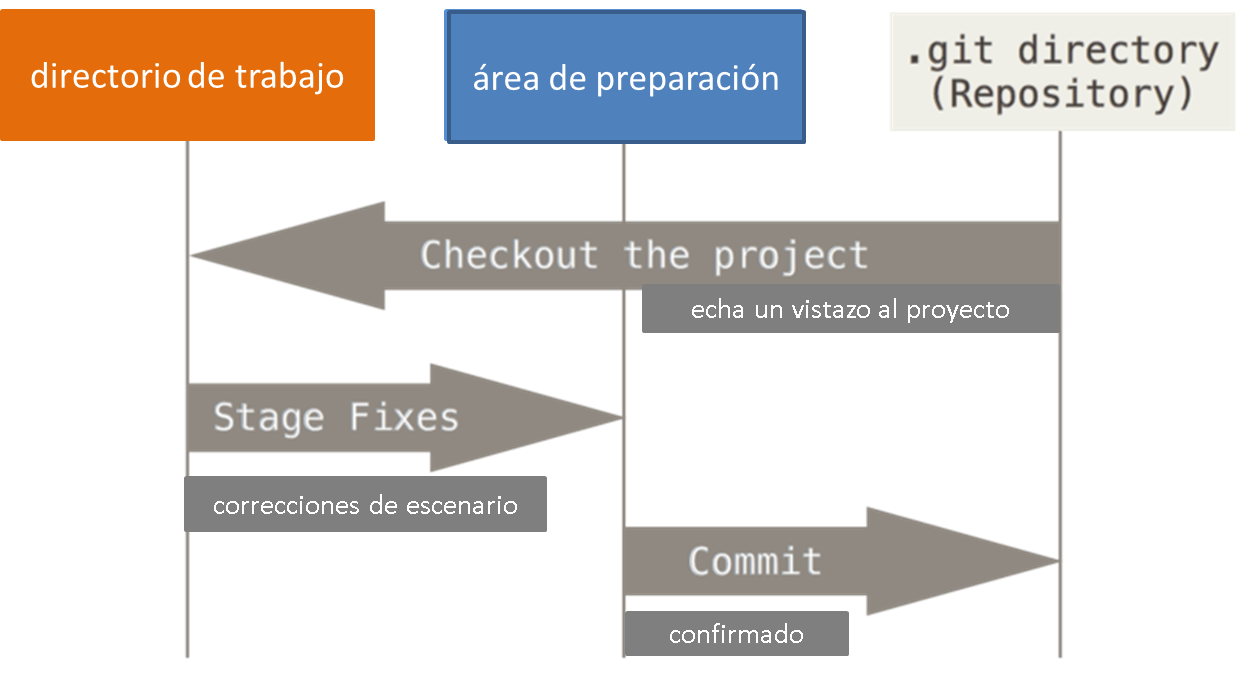 directorio de trabajo
área de preparación
.git directory
(Repository)
Checkout the project
echa un vistazo al proyecto
Stage Fixes
correcciones de escenario
Commit
confirmado